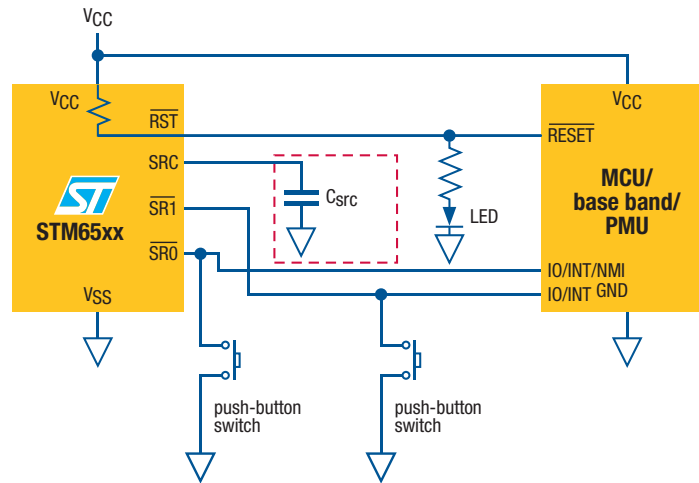 VCC
VCC
RST
SRC
SR1
SR0
VSS
ST
STM65xx
Csrc
LED
VCC
RESET
MCU/
base band/
PMU
IO/INT/NMI
IO/INT GND
push-button
switch
push-button
switch